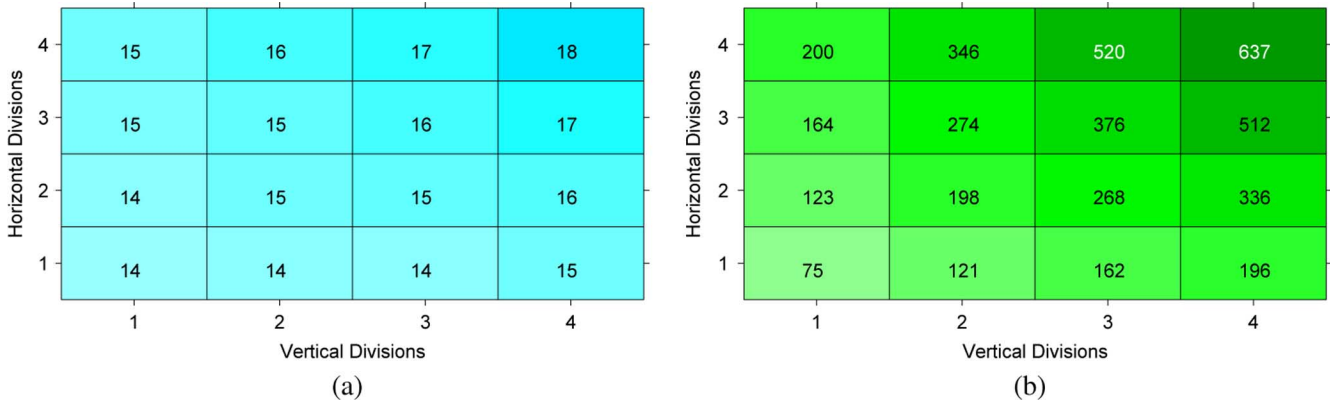 4 15 16 17 18
3 15 15 16 17
2 14 15 15 16
1 14 14 14 15
1 2 3 4
Horizontal Divisions
Vertical Divisions
(a)
4 200 346 520 637
3 164 274 376 512
2 123 198 268 336
1 75 121 162 196
1 2 3 4
Horizontal Divisions
Vertical Divisions
(b)